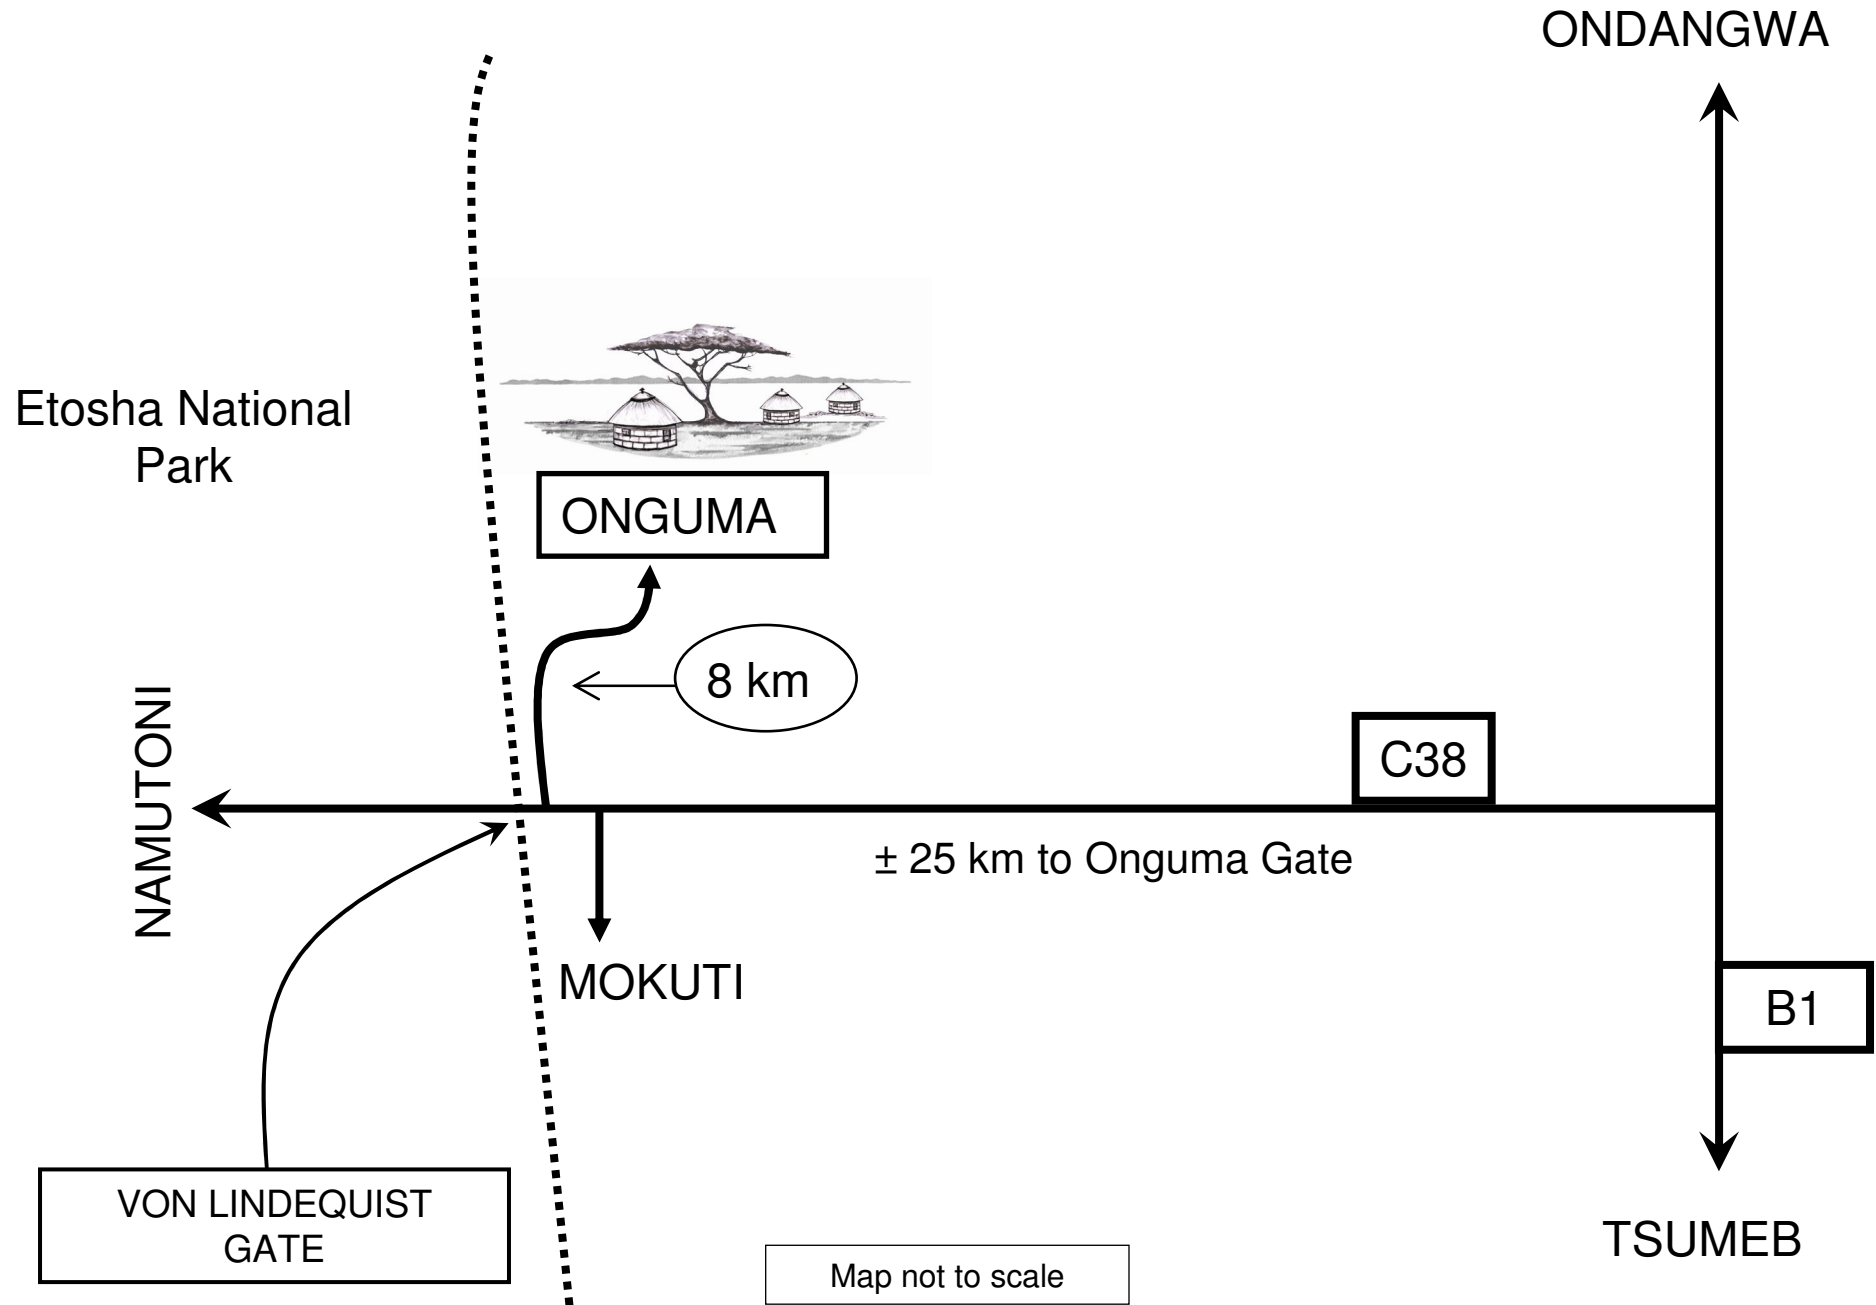 ONDANGWA
Etosha National
Park
ONGUMA
8 km
NAMUTONI
C38
± 25 km to Onguma Gate
MOKUTI
B1
VON LINDEQUIST
GATE
TSUMEB
Map not to scale